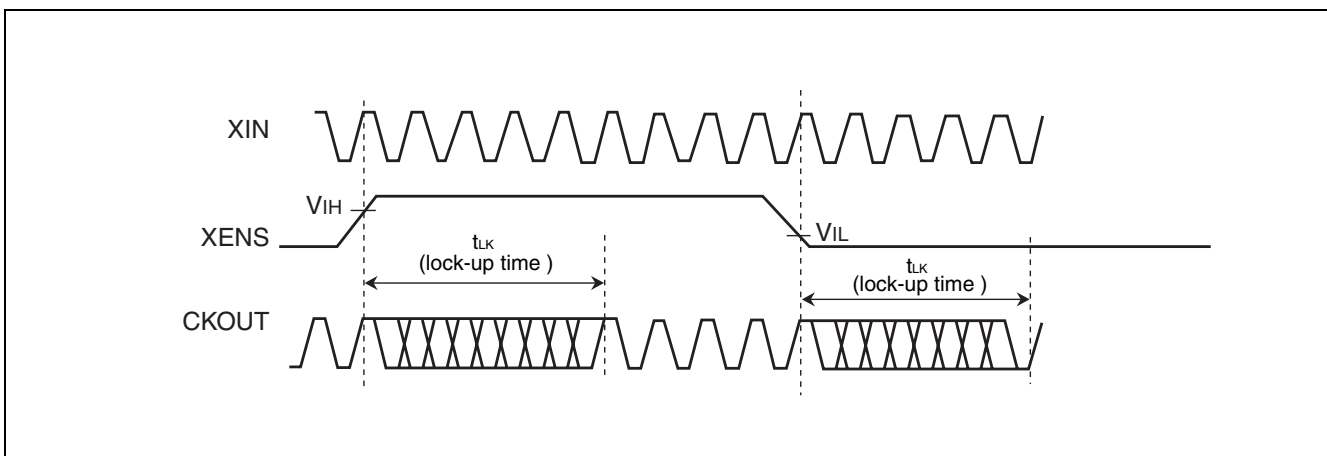 XIN
VIH
XENS
VIL
tLK
(lock-up time )
tLK
(lock-up time )
CKOUT